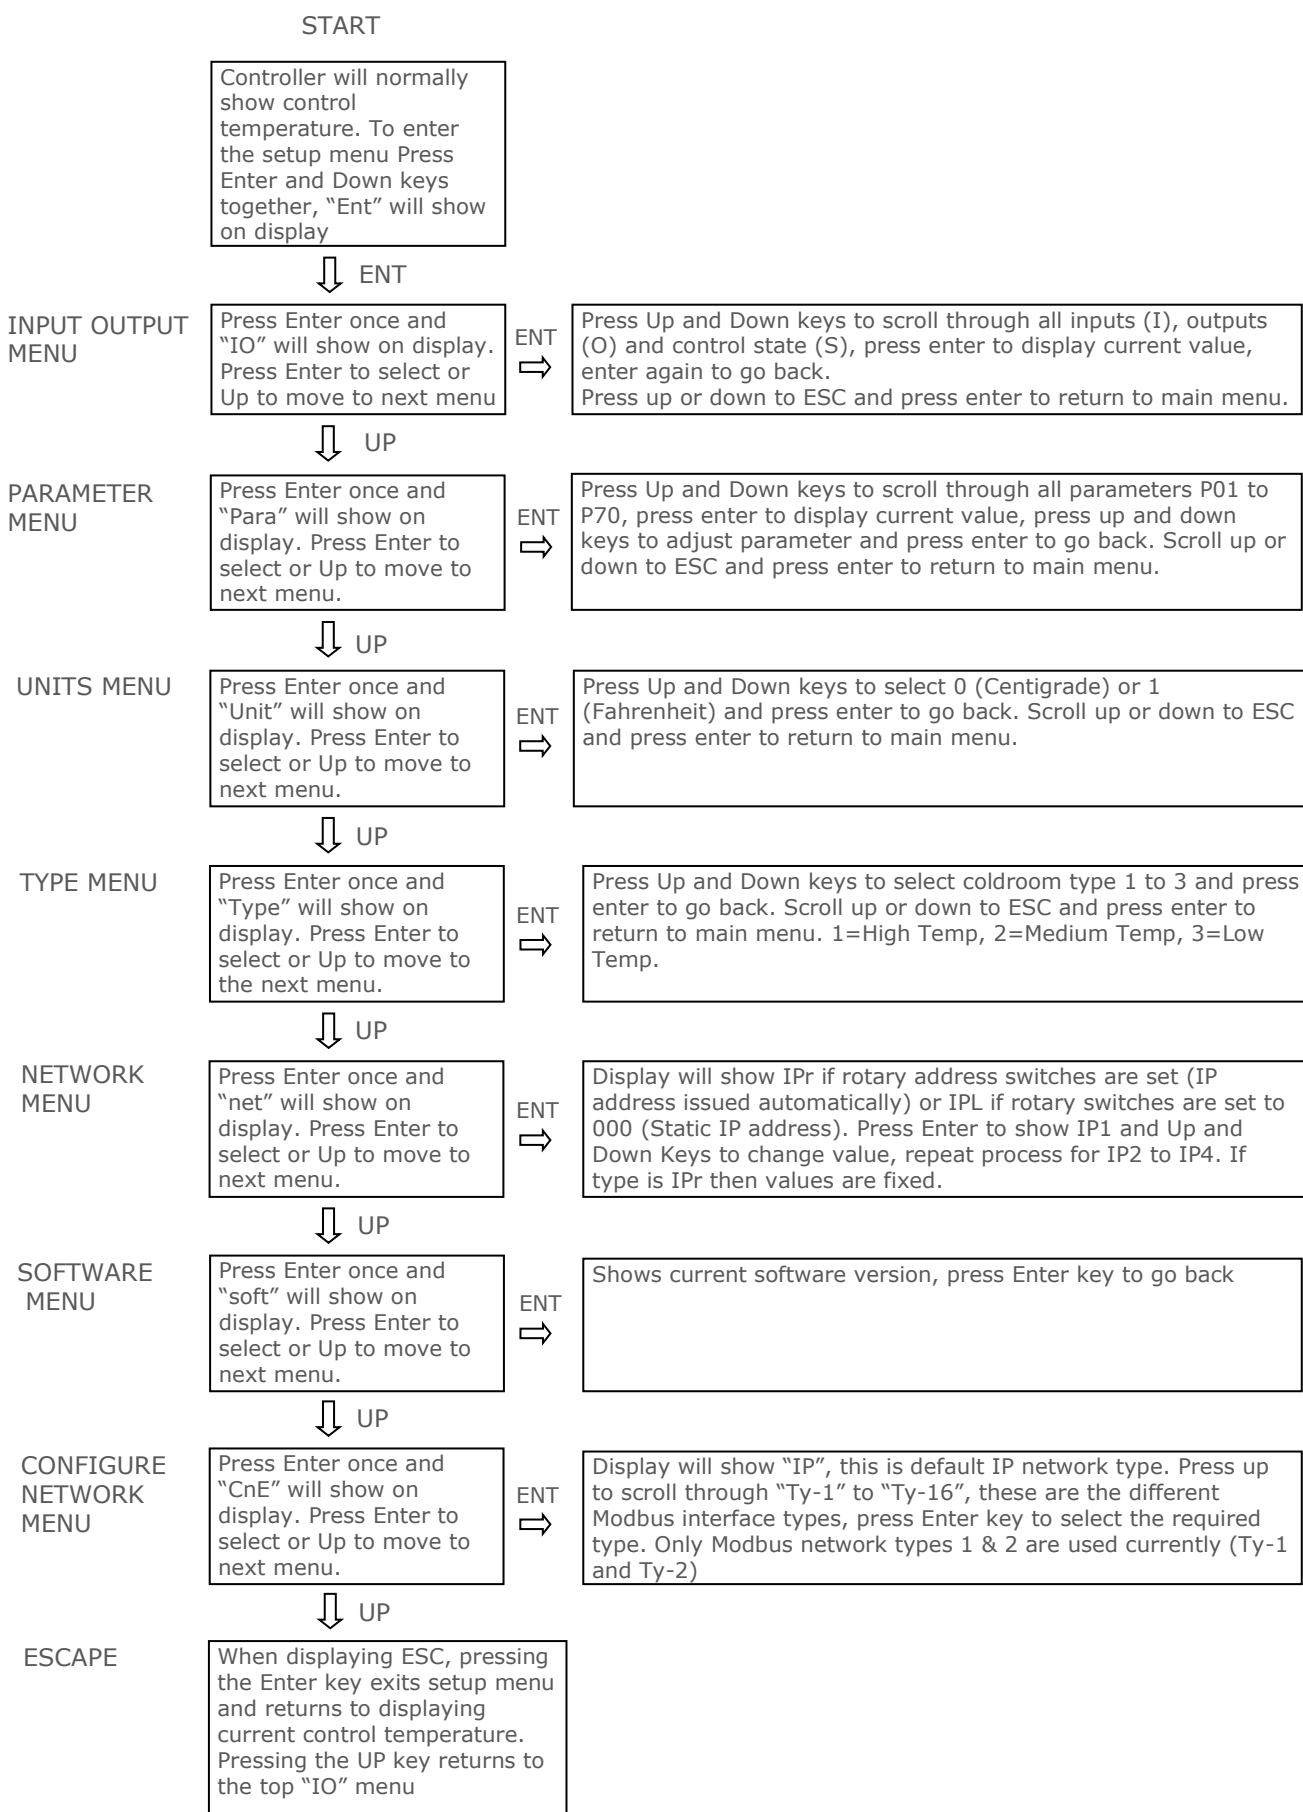 START
Controller will normally
show control
temperature. To enter
the setup menu Press
Enter and Down keys
together, “Ent” will show
on display
ENT
INPUT OUTPUT
MENU
Press Enter once and
“IO” will show on display.
Press Enter to select or
Up to move to next menu
ENT
Press Up and Down keys to scroll through all inputs (I), outputs
(O) and control state (S), press enter to display current value,
enter again to go back.
Press up or down to ESC and press enter to return to main menu.
UP
PARAMETER
MENU
Press Enter once and
“Para” will show on
display. Press Enter to
select or Up to move to
next menu.
ENT
Press Up and Down keys to scroll through all parameters P01 to
P70, press enter to display current value, press up and down
keys to adjust parameter and press enter to go back. Scroll up or
down to ESC and press enter to return to main menu.
UP
UNITS MENU
Press Enter once and
“Unit” will show on
display. Press Enter to
select or Up to move to
next menu.
ENT
Press Up and Down keys to select 0 (Centigrade) or 1
(Fahrenheit) and press enter to go back. Scroll up or down to ESC
and press enter to return to main menu.
UP
TYPE MENU
Press Enter once and
“Type” will show on
display. Press Enter to
select or Up to move to
the next menu.
ENT
Press Up and Down keys to select coldroom type 1 to 3 and press
enter to go back. Scroll up or down to ESC and press enter to
return to main menu. 1=High Temp, 2=Medium Temp, 3=Low
Temp.
UP
NETWORK
MENU
Press Enter once and
“net” will show on
display. Press Enter to
select or Up to move to
next menu.
ENT
Display will show IPr if rotary address switches are set (IP
address issued automatically) or IPL if rotary switches are set to
000 (Static IP address). Press Enter to show IP1 and Up and
Down Keys to change value, repeat process for IP2 to IP4. If
type is IPr then values are fixed.
UP
SOFTWARE
MENU
Press Enter once and
“soft” will show on
display. Press Enter to
select or Up to move to
next menu.
ENT
Shows current software version, press Enter key to go back
UP
CONFIGURE
NETWORK
MENU
Press Enter once and
“CnE” will show on
display. Press Enter to
select or Up to move to
next menu.
ENT
Display will show “IP”, this is default IP network type. Press up
to scroll through “Ty-1” to “Ty-16”, these are the different
Modbus interface types, press Enter key to select the required
type. Only Modbus network types 1 & 2 are used currently (Ty-1
and Ty-2)
UP
ESCAPE
When displaying ESC, pressing
the Enter key exits setup menu
and returns to displaying
current control temperature.
Pressing the UP key returns to
the top “IO” menu